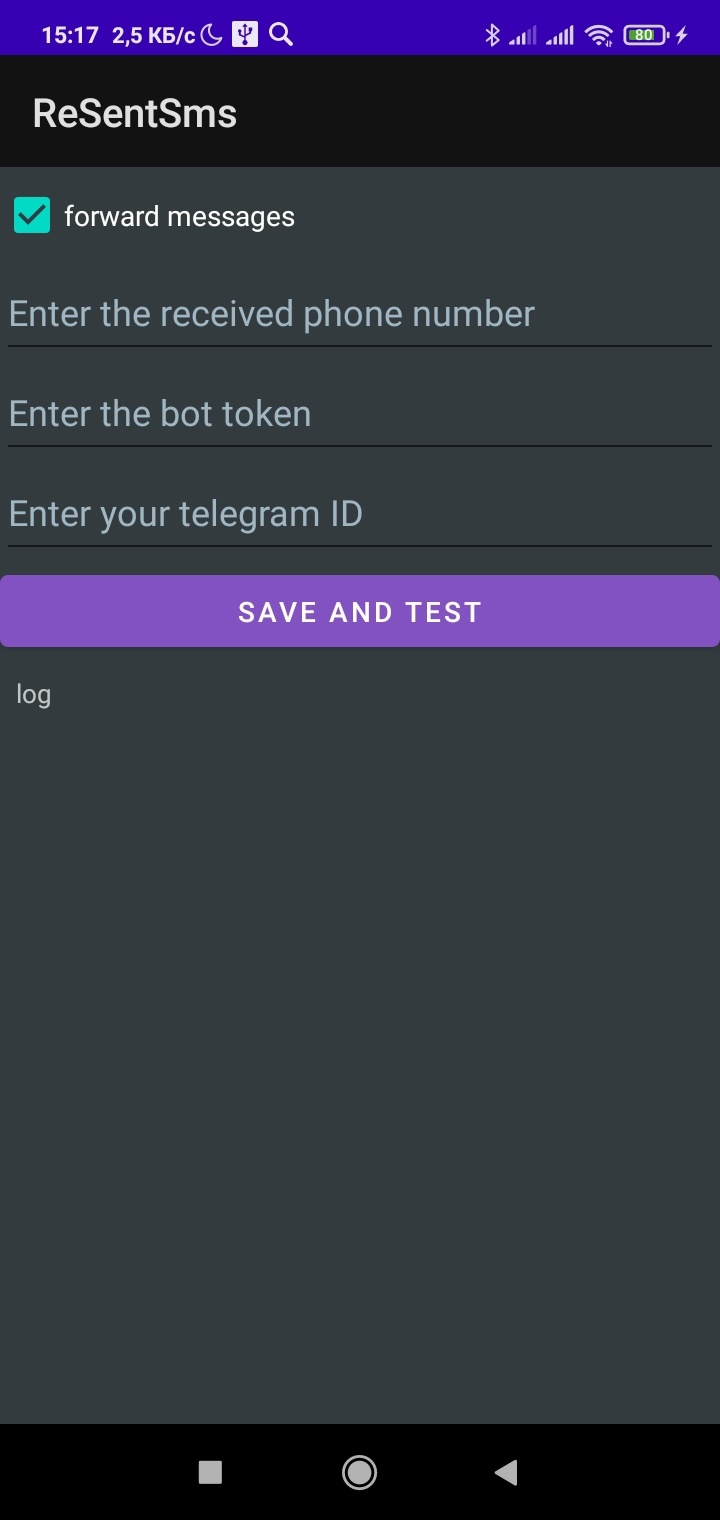 15:17 2,5 КБ/с 80
ReSentSms
forward messages
Enter the received phone number
Enter the bot token
Enter your telegram ID
SAVE AND TEST
log